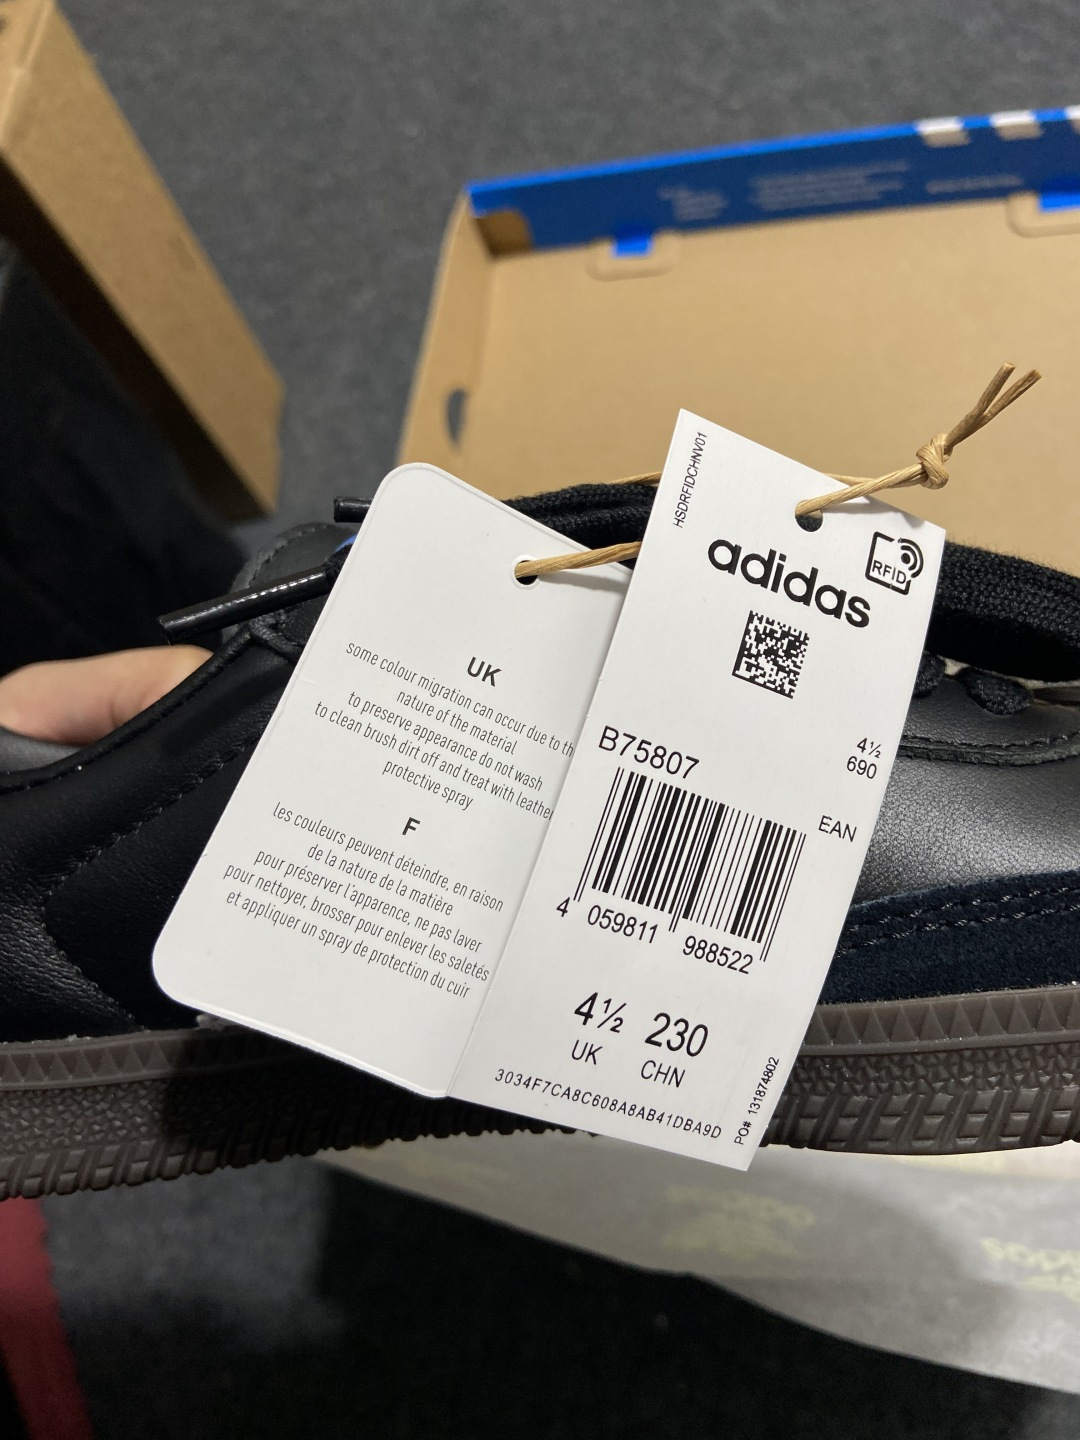 UK
some colour migration can occur due to th
nature of the material
to preserve appearance do not wash
to clean brush dirt off and treat with leather
protective spray
F
les couleurs peuvent déteindre, en raison
de la nature de la matière
pour préserver l'apparence, ne pas laver
pour nettoyer, brosser pour enlever les saletés
et appliquer un spray de protection du cuir
HSDRFIDCHNV01
adidas
RFID
B75807
4½
690
EAN
4 059811 988522
4½ 230
UK CHN
3034F7CA8C608A8AB41DBA9D
PO# 131874802